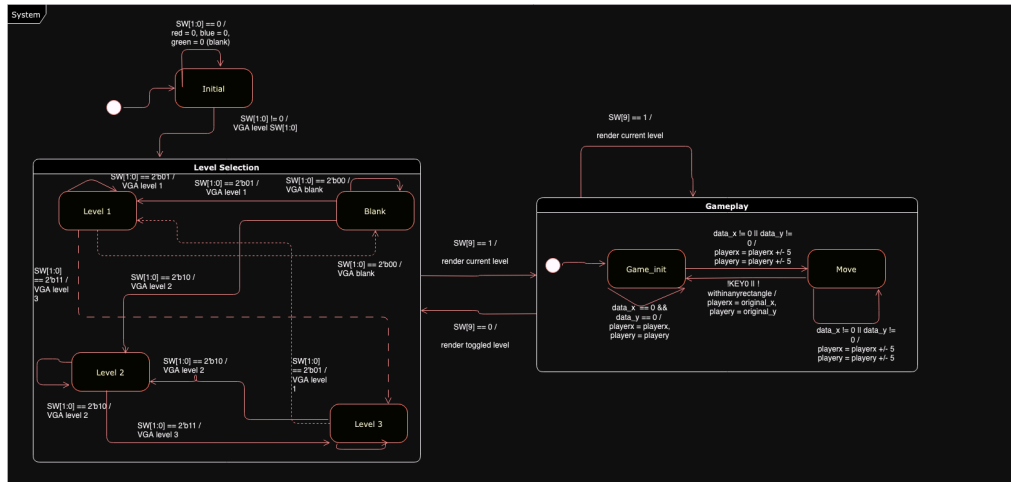 System
SW[1:0] == 0 /
red = 0, blue = 0,
green = 0 (blank)
Initial
SW[1:0] != 0 /
VGA level SW[1:0]
Level Selection
SW[1:0] == 2'b01 /
VGA level 1
SW[1:0] == 2'b01 /
VGA level 1
SW[1:0] == 2'b00 /
VGA blank
Level 1
Blank
SW[1:0] == 2'b00 /
VGA blank
SW[1:0]
== 2'b11 /
VGA level
3
SW[1:0] == 2'b10 /
VGA level 2
Level 2
SW[1:0] == 2'b10 /
VGA level 2
SW[1:0]
== 2'b01 /
VGA level
1
SW[1:0] == 2'b10 /
VGA level 2
SW[1:0] == 2'b11 /
VGA level 3
Level 3
SW[9] == 1 /
render current level
SW[9] == 0 /
render toggled level
SW[9] == 1 /
render current level
Gameplay
data_x != 0 || data_y !=
0 /
playerx = playerx +/- 5
playery = playery +/- 5
Game_init
Move
!KEY0 || !
withinanyrectangle /
playerx = original_x,
playery = original_y
data_x == 0 &&
data_y == 0 /
playerx = playerx,
playery = playery
data_x != 0 || data_y !=
0 /
playerx = playerx +/- 5
playery = playery +/- 5